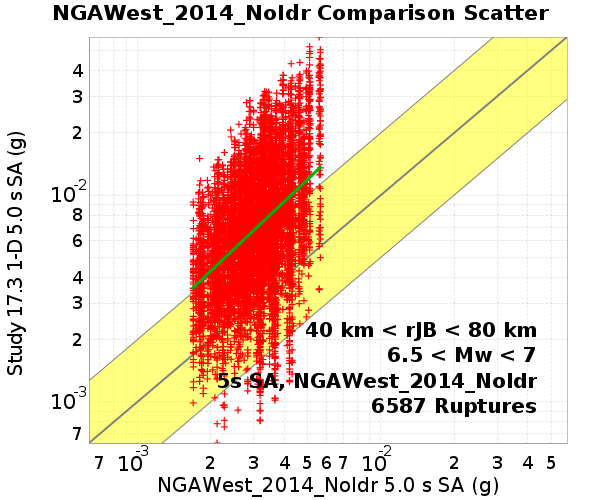 NGAWest_2014_NoIdr Comparison Scatter
Study 17.3 1-D 5.0 s SA (g)
4
3
2
10-2
8
6
4
3
2
10-3
7
40 km < rJB < 80 km
6.5 < Mw < 7
5s SA, NGAWest_2014_NoIdr
6587 Ruptures
7 10-3 2 3 4 5 6 7 10-2 2 3 4 5
NGAWest_2014_NoIdr 5.0 s SA (g)